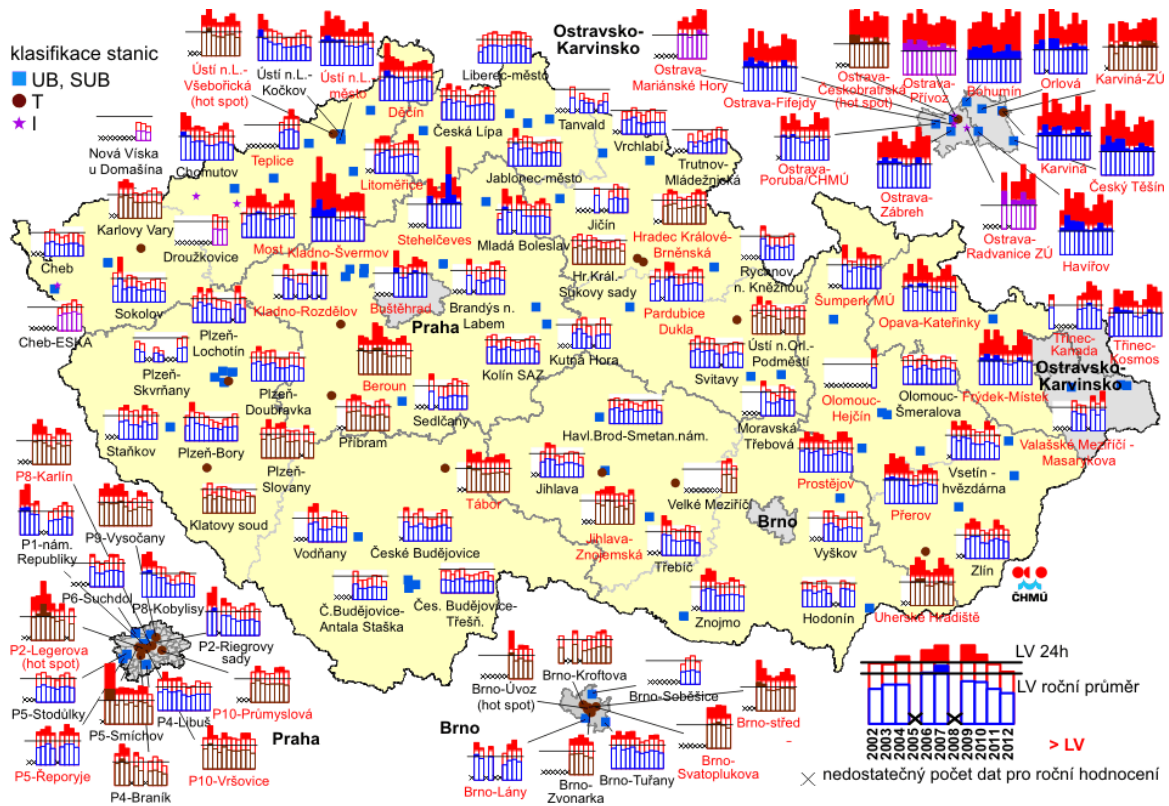 klasifikace stanic
UB, SUB
T
I
Ústí n.L.-
Všebořická
(hot spot)
Ústí n.L.-
Kočkov
Ústí n.L.-
město
Děčín
Liberec-město
Ostravsko-
Karvinsko
Ostrava-
Mariánské Hory
Ostrava-Fifejdy
Ostrava-
Českobratrská
(hot spot)
Ostrava-
Přívoz
Bohumín
Orlová
Karviná-ZÚ
Nová Víska
u Domašína
Chomutov
Teplice
Litoměřice
Česká Lípa
Jablonec-město
Tanvald
Vrchlabí
Trutnov-
Mládežnická
Ostrava-
Poruba/CHMÚ
Ostrava-
Zábřeh
Ostrava-
Radvanice ZÚ
Karviná
Český Těšín
Havířov
Karlovy Vary
Droužkovice
Most
Kladno-Švermov
Stehelčeves
Mladá Boleslav
Jičín
Hradec Králové-
Brněnská
Hr.Král.-
Sukovy sady
Rychnov
n. Kněžnou
Cheb
Cheb-ESKA
Sokolov
Plzeň-
Lochotín
Kladno-Rozdělov
Buštěhrad
Praha
Brandýs n.
Labem
Kutná Hora
Kolín SAZ
Pardubice
Dukla
Ústí n.Orl.-
Podměstí
Šumperk MÚ
Opava-Kateřinky
Třinec-
Kanada
Třinec-
Kosmos
Ostravsko-
Karvinsko
Plzeň-
Skvrňany
Plzeň-
Doubravka
Beroun
Sedlčany
Příbram
Svitavy
Moravská
Třebová
Olomouc-
Hejčín
Olomouc-
Šmeralova
Frýdek-Místek
Valašské Meziříčí -
Masarykova
Staňkov
Plzeň-Bory
Plzeň-
Slovany
Klatovy soud
Tábor
Havl.Brod-Smetan.nám.
Jihlava
Jihlava-
Znojemská
Velké Meziříčí
Třebíč
Prostějov
Přerov
Vsetín -
hvězdárna
Brno
Vyškov
Zlín
Uherské Hradiště
Hodonín
Znojmo
Vodňany
České Budějovice
Č.Budějovice-
Antala Staška
Čes. Budějovice-
Třešň.
ČHMÚ
P8-Karlín
P9-Vysočany
P1-nám.
Republiky
P6-Suchdol
P8-Kobylisy
P2-Legerova
(hot spot)
P2-Riegrovy
sady
P5-Stodůlky
P5-Smíchov
P4-Libuš
P10-Průmyslová
P5-Řeporyje
P4-Braník
P10-Vršovice
Praha
Brno-Úvoz
(hot spot)
Brno-Kroftova
Brno-Soběšice
Brno-střed
Brno
Brno-Lány
Brno-
Zvonarka
Brno-Tuřany
Brno-
Svatoplukova
LV 24h
LV roční průměr
2002
2003
2004
2005
2006
2007
2008
2009
2010
2011
2012
> LV
nedostatečný počet dat pro roční hodnocení